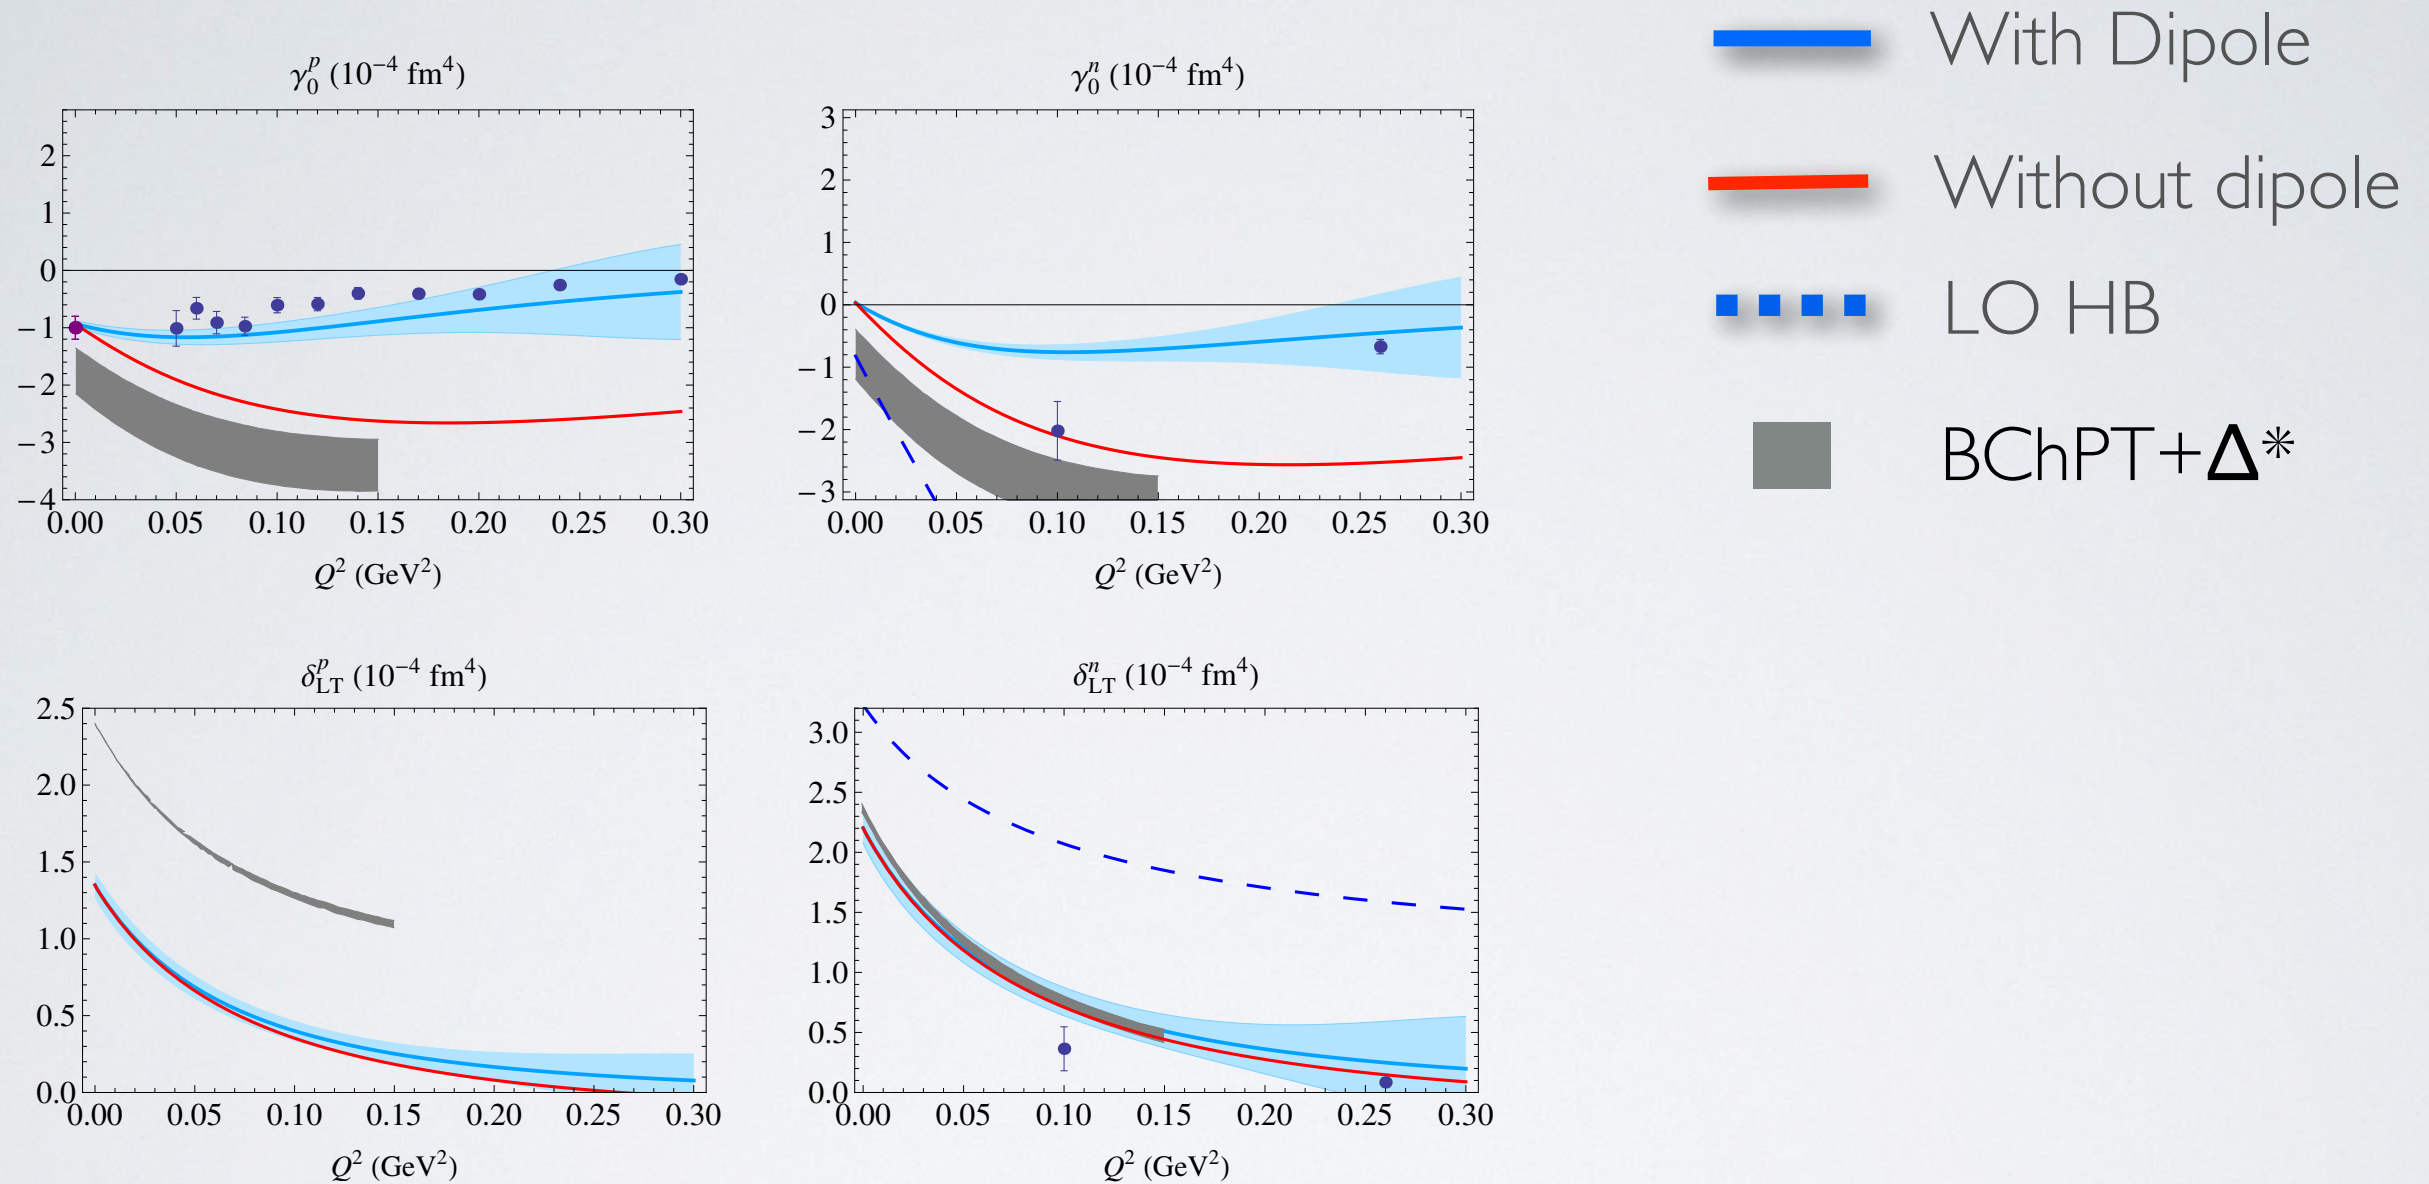 With Dipole
Without dipole
LO HB
BChPT+Δ*
γ₀ᵖ (10⁻⁴ fm⁴)
2
1
0
−1
−2
−3
−4
0.00 0.05 0.10 0.15 0.20 0.25 0.30
Q² (GeV²)
γ₀ⁿ (10⁻⁴ fm⁴)
3
2
1
0
−1
−2
−3
0.00 0.05 0.10 0.15 0.20 0.25 0.30
Q² (GeV²)
δ_LT^p (10⁻⁴ fm⁴)
2.5
2.0
1.5
1.0
0.5
0.0
0.00 0.05 0.10 0.15 0.20 0.25 0.30
Q² (GeV²)
δ_LT^n (10⁻⁴ fm⁴)
3.0
2.5
2.0
1.5
1.0
0.5
0.0
0.00 0.05 0.10 0.15 0.20 0.25 0.30
Q² (GeV²)